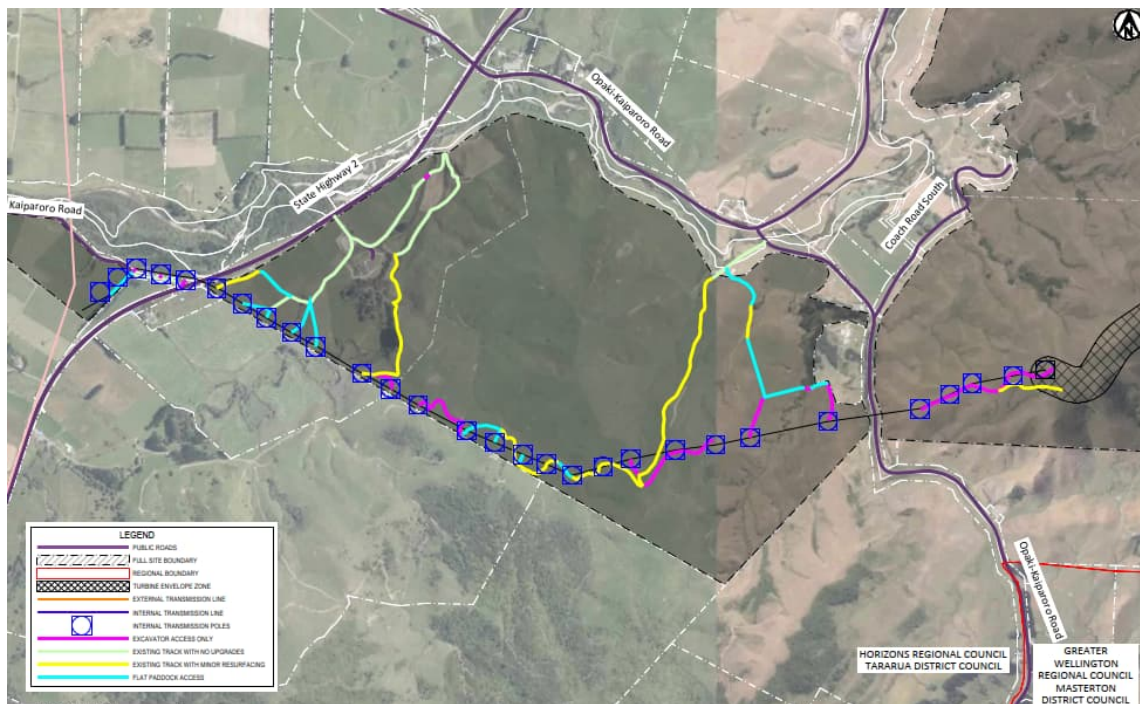 N
Opaki-Kaiparoro Road
State Highway 2
Kaiparoro Road
Coach Road South
LEGEND
PUBLIC ROADS
FULL SITE BOUNDARY
REGIONAL BOUNDARY
TURBINE ENVELOPE ZONE
EXTERNAL TRANSMISSION LINE
INTERNAL TRANSMISSION LINE
INTERNAL TRANSMISSION POLES
EXCAVATOR ACCESS ONLY
EXISTING TRACK WITH NO UPGRADES
EXISTING TRACK WITH MINOR RESURFACING
FLAT PADDOCK ACCESS
Opaki-Kaiparoro Road
HORIZONS REGIONAL COUNCIL
TARARUA DISTRICT COUNCIL
GREATER
WELLINGTON
REGIONAL COUNCIL
MASTERTON
DISTRICT COUNCIL